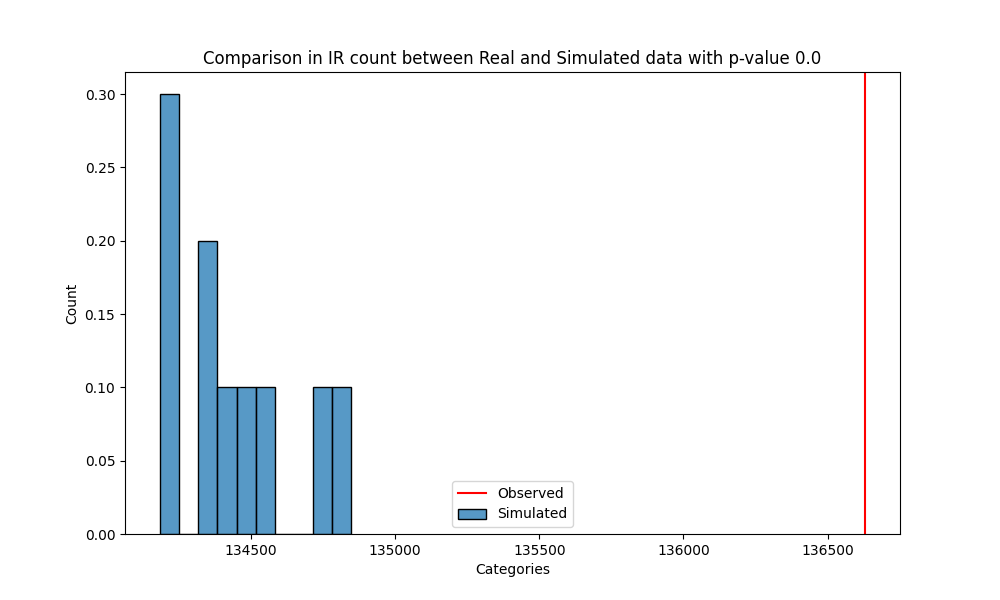 Comparison in IR count between Real and Simulated data with p-value 0.0
0.30
0.25
0.20
0.15
0.10
0.05
0.00
Count
Observed
Simulated
134500 135000 135500 136000 136500
Categories